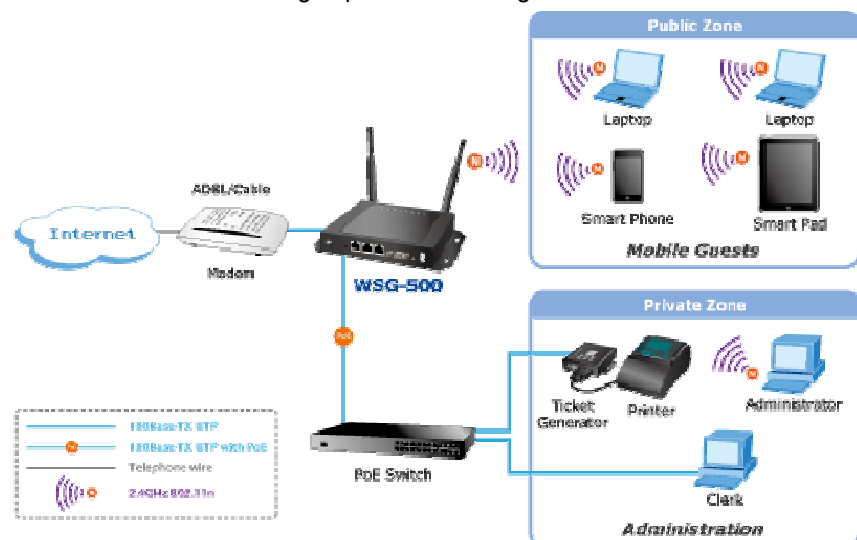 Public Zone
Laptop
Laptop
Smart Phone
Smart Pad
Mobile Guests
ADSL/Cable
Internet
Modem
WSG-500
PoE
Private Zone
Ticket
Generator
Printer
Administrator
PoE Switch
Clerk
Administration
100Base-TX UTP
100Base-TX UTP with PoE
Telephone wire
2.4GHz 802.11n